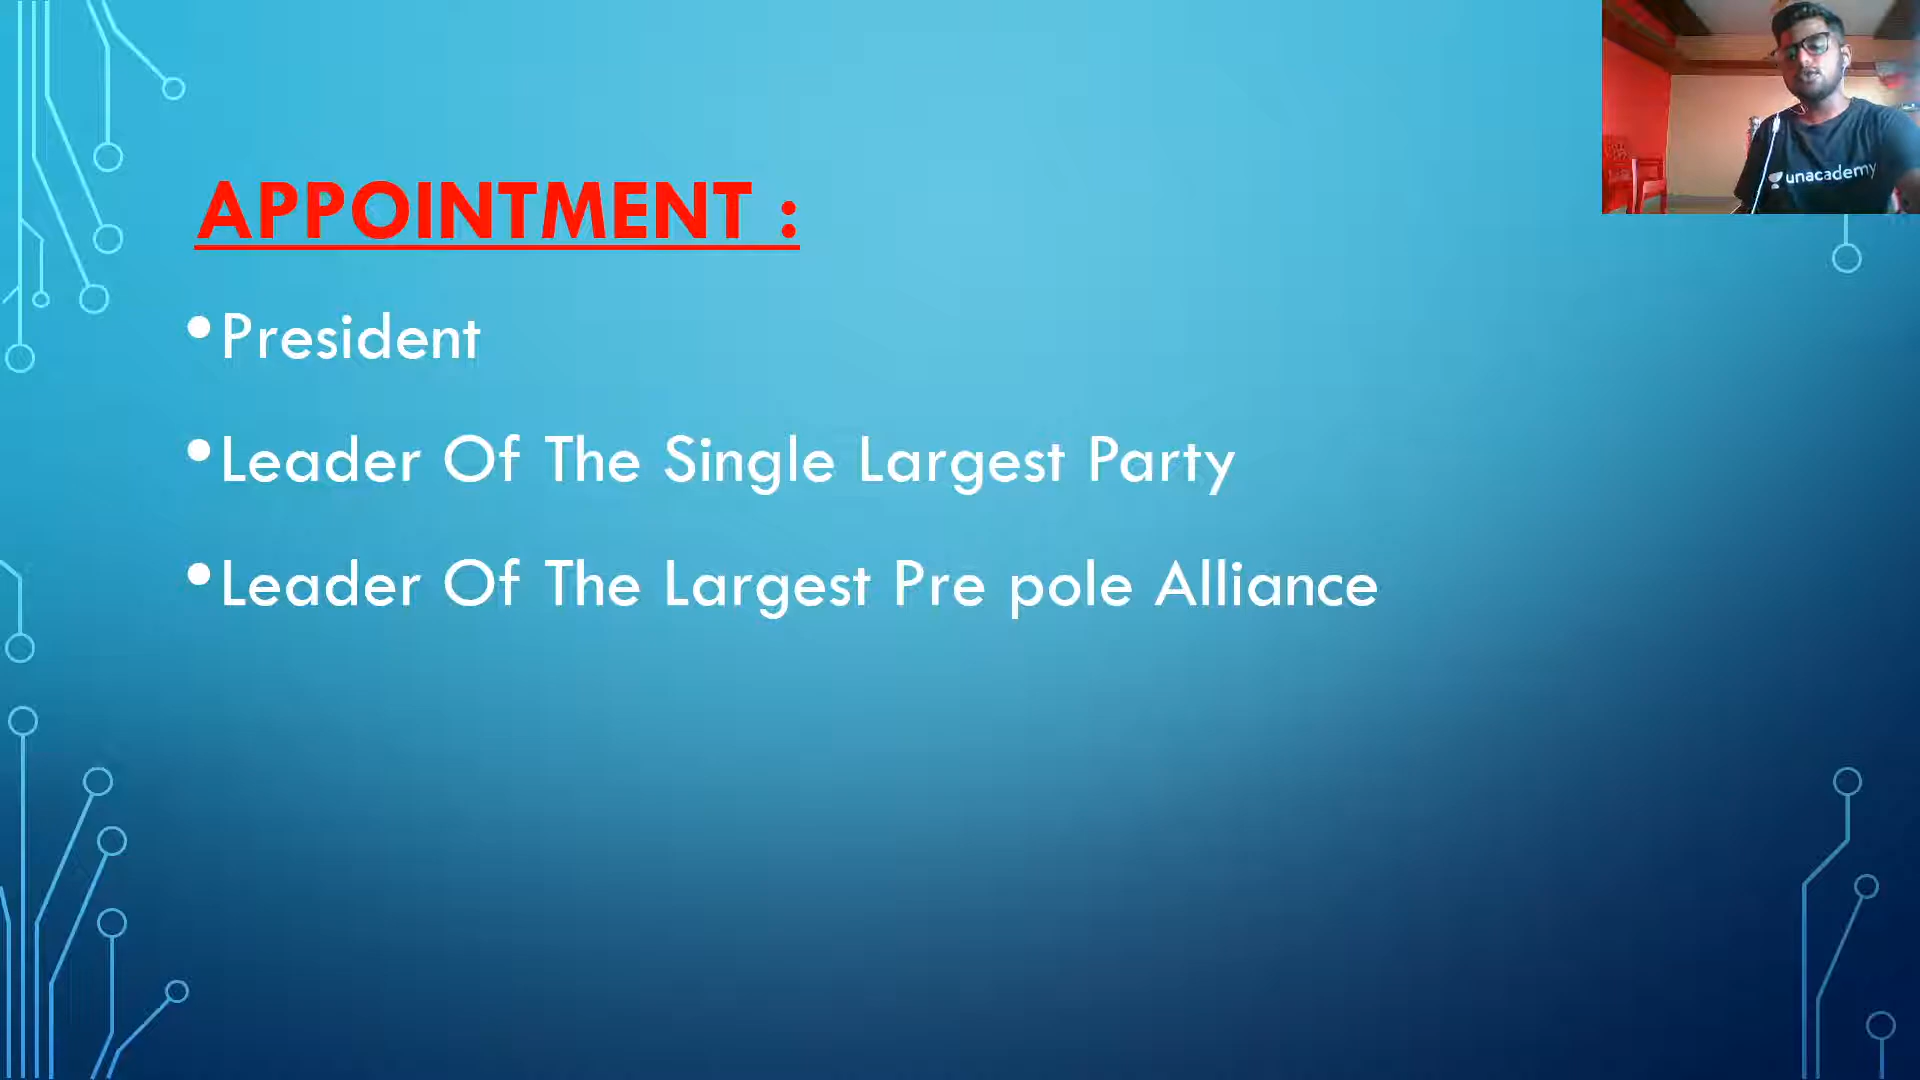 APPOINTMENT :
•President
•Leader Of The Single Largest Party
•Leader Of The Largest Pre pole Alliance
unacademy